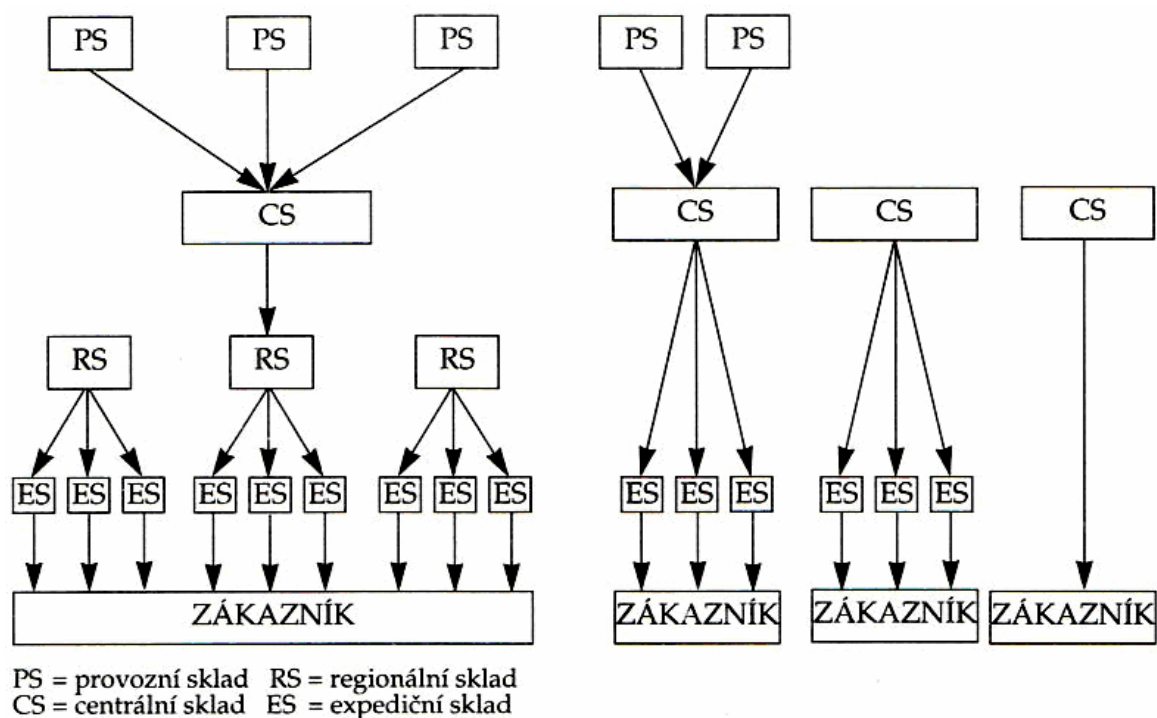 PS PS PS PS PS
CS CS CS CS
RS RS RS
ES ES ES ES ES ES ES ES ES ES ES ES ES ES ES
ZÁKAZNÍK ZÁKAZNÍK ZÁKAZNÍK ZÁKAZNÍK
PS = provozní sklad RS = regionální sklad
CS = centrální sklad ES = expediční sklad